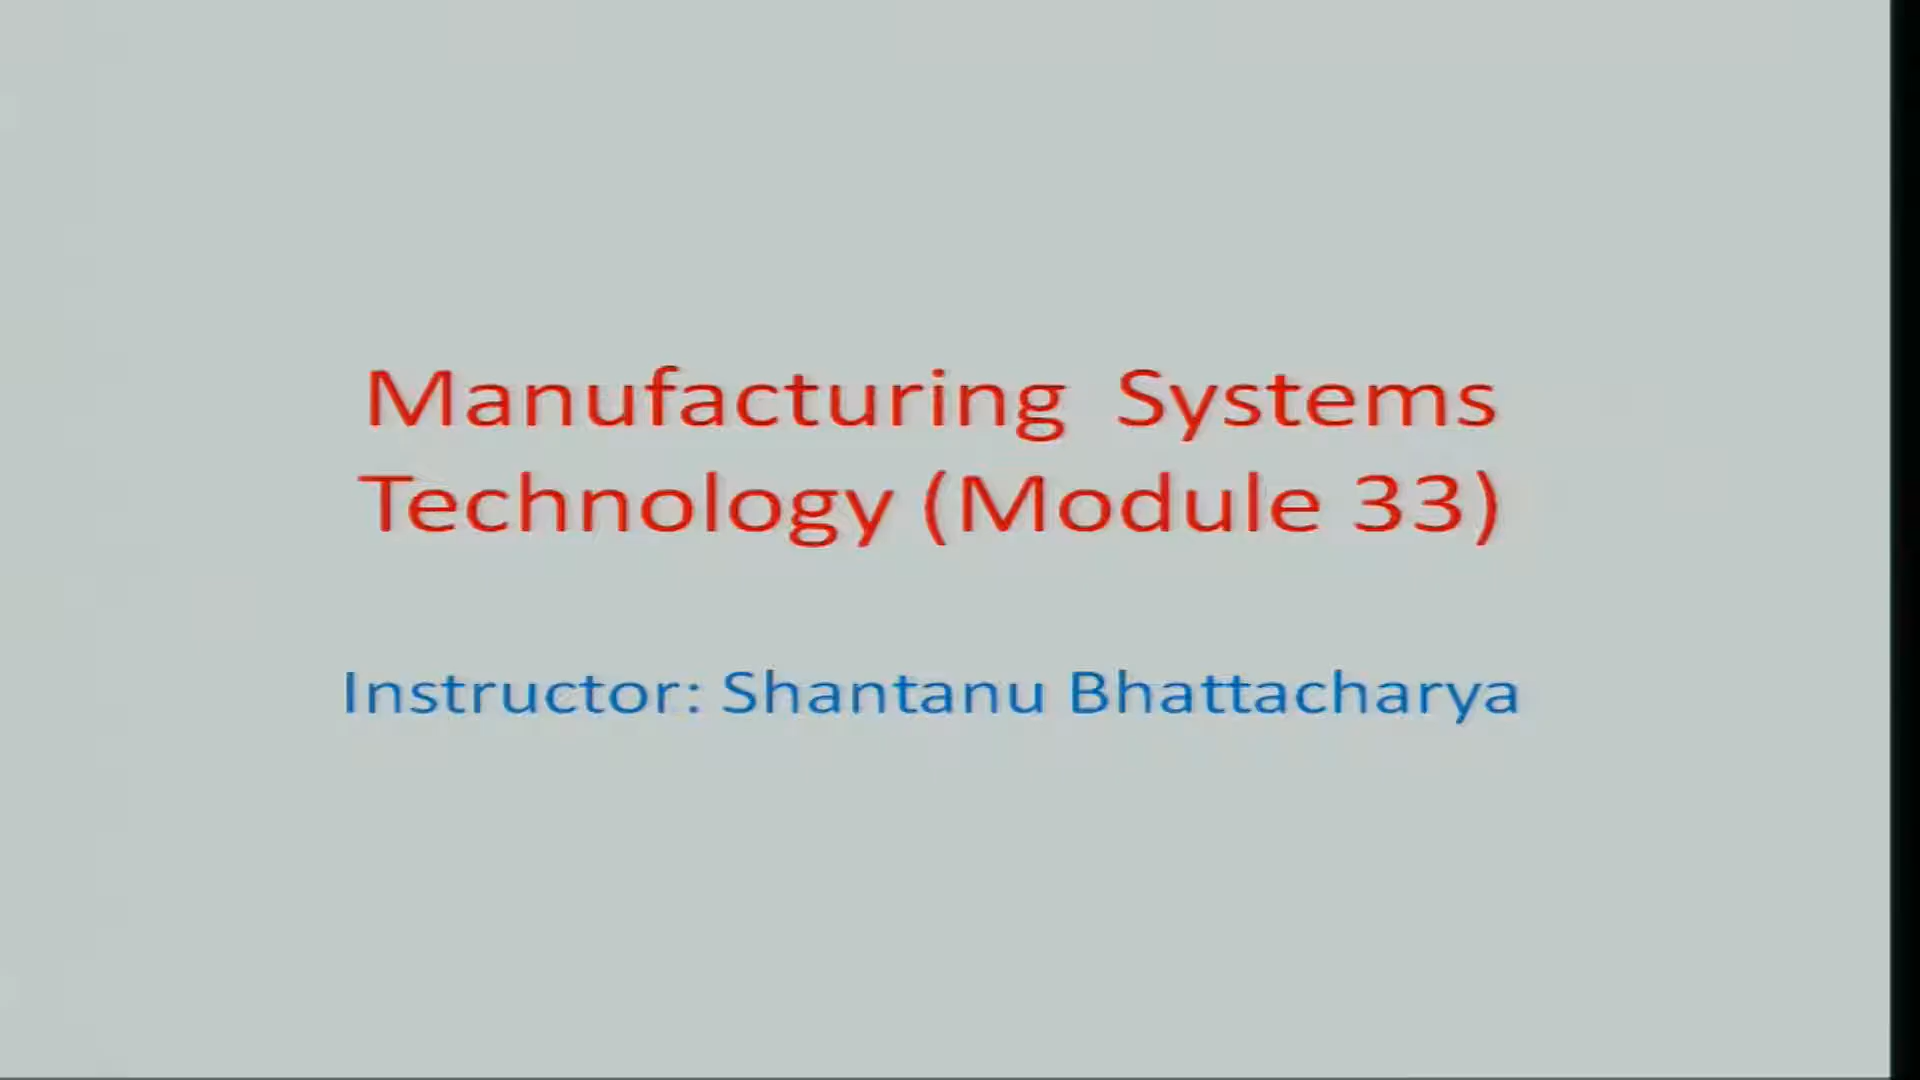 Manufacturing Systems
Technology (Module 33)
Instructor: Shantanu Bhattacharya